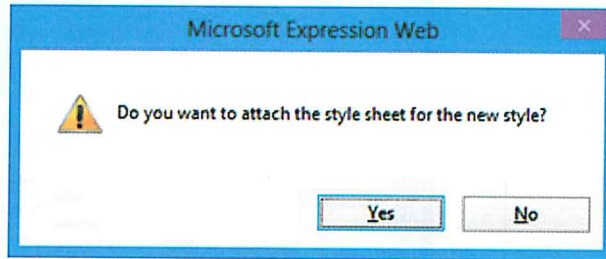 Microsoft Expression Web
Do you want to attach the style sheet for the new style?
Yes
No